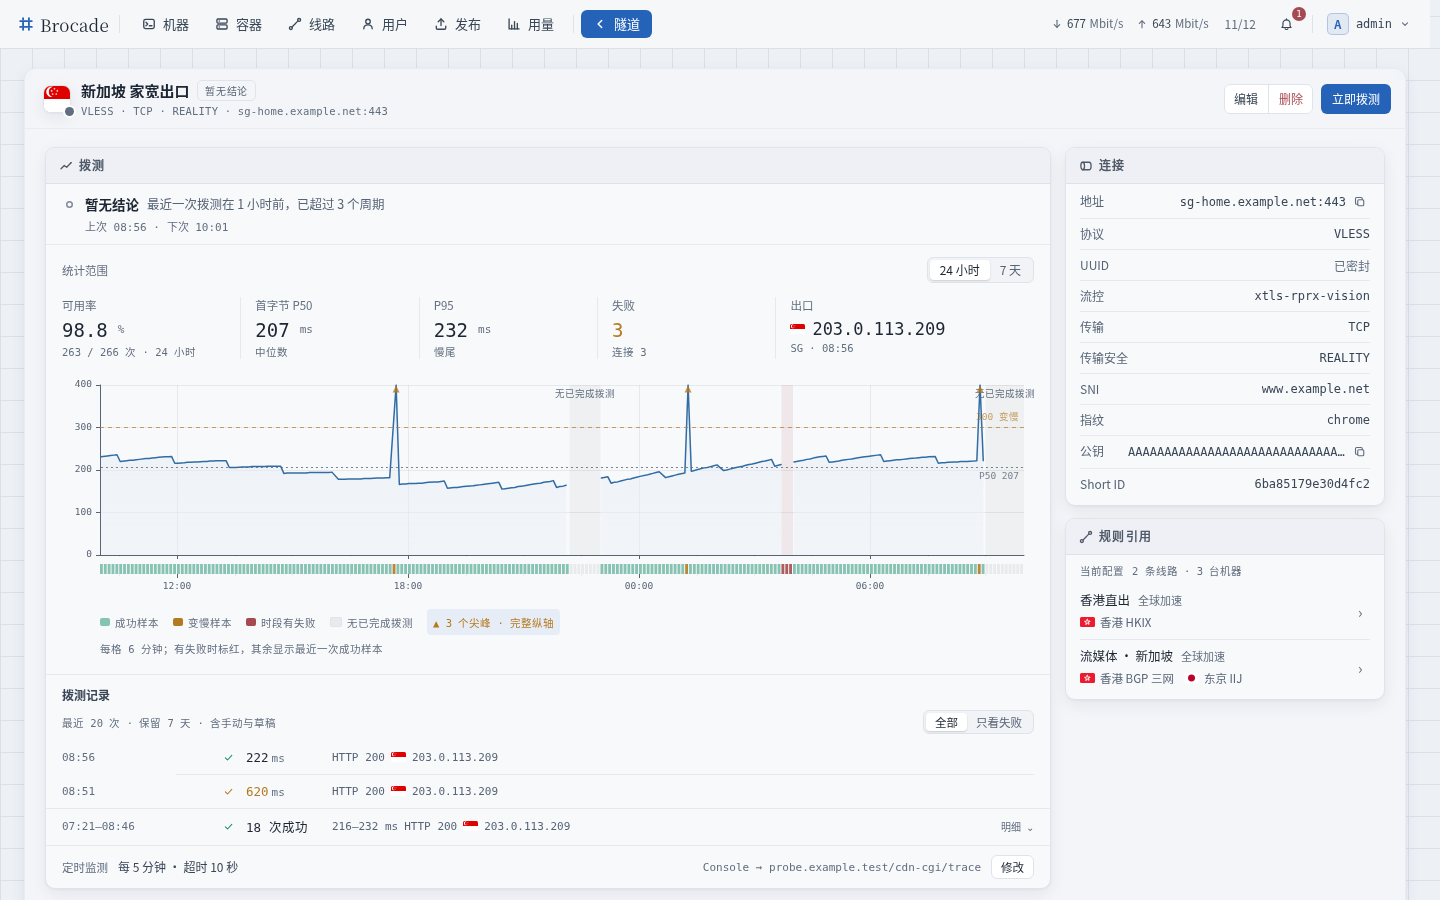 Brocade 机器 容器 线路 用户 发布 用量 隧道 ↓ 677 Mbit/s ↑ 643 Mbit/s 11/12 1 A admin
新加坡 家宽出口 暂无结论
VLESS · TCP · REALITY · sg-home.example.net:443
编辑 删除 立即拨测
拨测
暂无结论 最近一次拨测在 1 小时前，已超过 3 个周期
上次 08:56 · 下次 10:01
统计范围 24 小时 7 天
可用率 首字节 P50 P95 失败 出口
98.8 % 207 ms 232 ms 3 203.0.113.209
263 / 266 次 · 24 小时 中位数 慢尾 连接 3 SG · 08:56
400
无已完成拨测 无已完成拨测
300 变慢
300
200
P50 207
100
0
12:00 18:00 00:00 06:00
成功样本 变慢样本 时段有失败 无已完成拨测 ▲ 3 个尖峰 · 完整纵轴
每格 6 分钟; 有失败时标红, 其余显示最近一次成功样本
拨测记录
最近 20 次 · 保留 7 天 · 含手动与草稿 全部 只看失败
08:56 222 ms HTTP 200 203.0.113.209
08:51 620 ms HTTP 200 203.0.113.209
07:21–08:46 18 次成功 216–232 ms HTTP 200 203.0.113.209 明细
定时监测 每 5 分钟 · 超时 10 秒 Console → probe.example.test/cdn-cgi/trace 修改
连接
地址 sg-home.example.net:443
协议 VLESS
UUID 已密封
流控 xtls-rprx-vision
传输 TCP
传输安全 REALITY
SNI www.example.net
指纹 chrome
公钥 AAAAAAAAAAAAAAAAAAAAAAAAAAAAAA…
Short ID 6ba85179e30d4fc2
规则引用
当前配置 2 条线路 · 3 台机器
香港直出 全球加速
香港 HKIX
流媒体 · 新加坡 全球加速
香港 BGP 三网 东京 IIJ